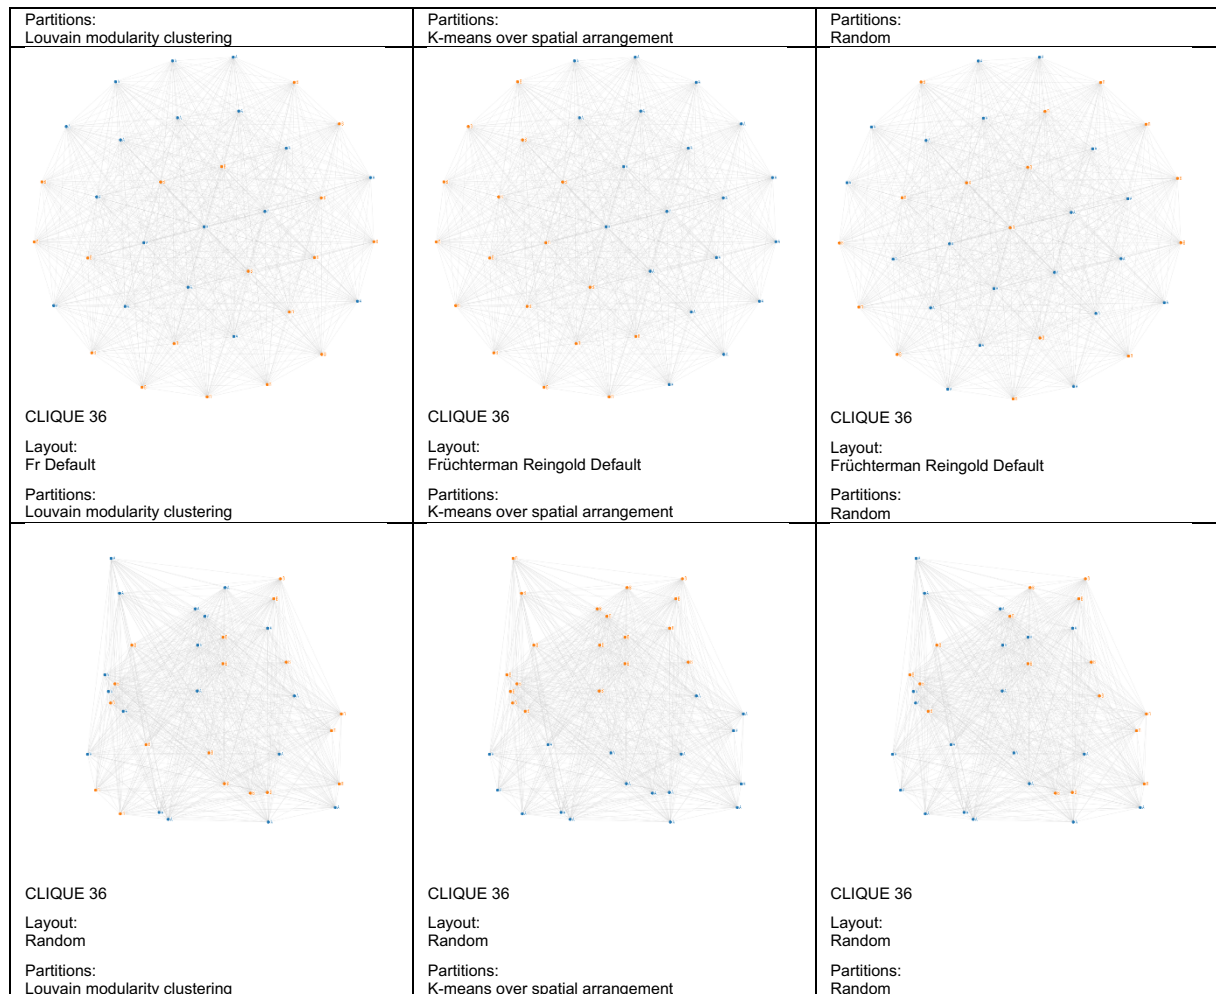 Partitions:
Louvain modularity clustering
Partitions:
K-means over spatial arrangement
Partitions:
Random
CLIQUE 36
Layout:
Fr Default
Partitions:
Louvain modularity clustering
CLIQUE 36
Layout:
Früchterman Reingold Default
Partitions:
K-means over spatial arrangement
CLIQUE 36
Layout:
Früchterman Reingold Default
Partitions:
Random
CLIQUE 36
Layout:
Random
Partitions:
Louvain modularity clustering
CLIQUE 36
Layout:
Random
Partitions:
K-means over spatial arrangement
CLIQUE 36
Layout:
Random
Partitions:
Random